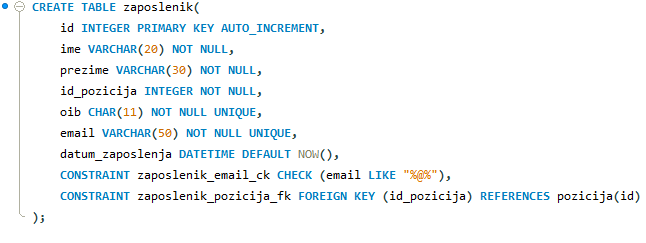 CREATE TABLE zaposlenik(
id INTEGER PRIMARY KEY AUTO_INCREMENT,
ime VARCHAR(20) NOT NULL,
prezime VARCHAR(30) NOT NULL,
id_pozicija INTEGER NOT NULL,
oib CHAR(11) NOT NULL UNIQUE,
email VARCHAR(50) NOT NULL UNIQUE,
datum_zaposlenja DATETIME DEFAULT NOW(),
CONSTRAINT zaposlenik_email_ck CHECK (email LIKE "%@%"),
CONSTRAINT zaposlenik_pozicija_fk FOREIGN KEY (id_pozicija) REFERENCES pozicija(id)
);